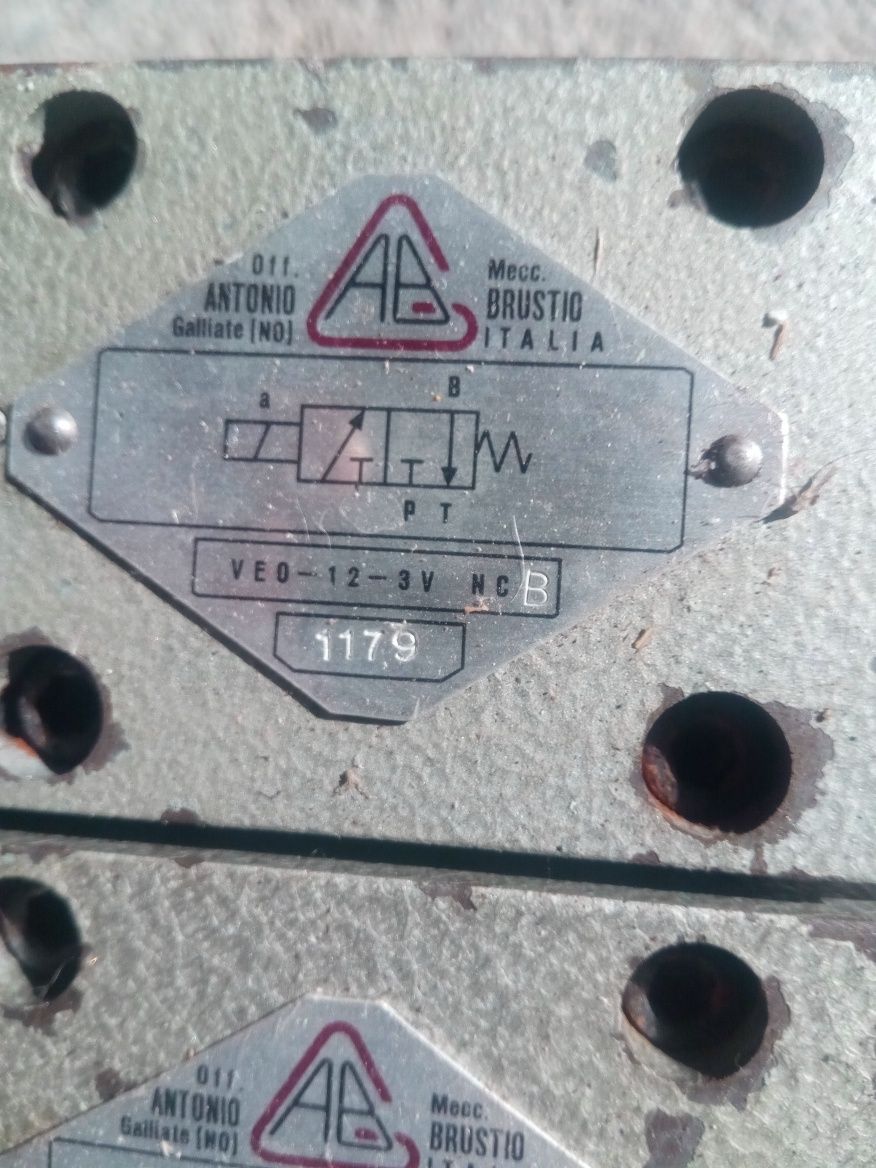 Off. Mecc.
ANTONIO BRUSTIO
Galliate (NO) ITALIA
AB
a B
P T
VEO-12-3V NC B
1179
Off. Mecc.
ANTONIO BRUSTIO
Galliate (NO)
AB